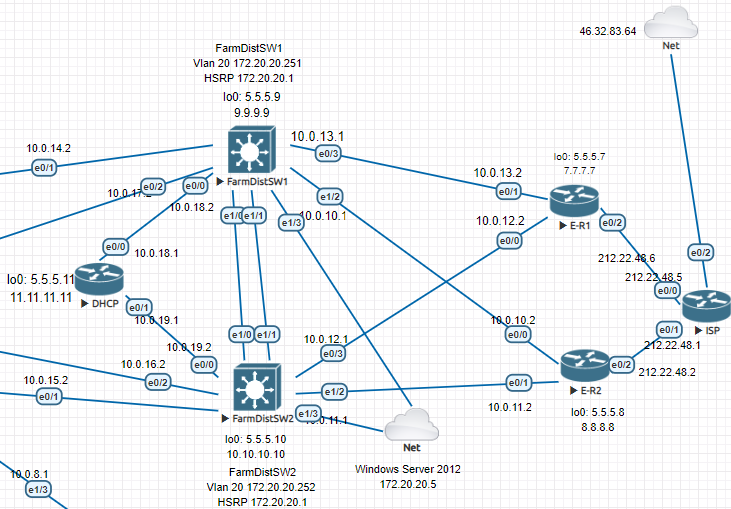 46.32.83.64
Net
FarmDistSW1
Vlan 20 172.20.20.251
HSRP 172.20.20.1
lo0: 5.5.5.9
9.9.9.9
10.0.14.2
e0/1
10.0.13.1
e0/3
FarmDistSW1
e0/2
e0/0
10.0.18.2
e1/2
10.0.10.1
e1/0
e1/1
e1/3
lo0: 5.5.5.7
7.7.7.7
10.0.13.2
e0/1
E-R1
10.0.12.2
e0/0
e0/2
212.22.48.6
e0/2
212.22.48.5
e0/0
ISP
e0/1
212.22.48.1
e0/0
10.0.18.1
lo0: 5.5.5.11
11.11.11.11
DHCP
e0/1
10.0.19.1
10.0.19.2
e0/0
e1/0
e1/1
10.0.12.1
e0/3
10.0.10.2
e0/0
10.0.16.2
e0/2
10.0.15.2
e0/1
FarmDistSW2
e1/2
e1/3
10.0.11.1
e0/1
10.0.11.2
E-R2
e0/2
212.22.48.2
lo0: 5.5.5.8
8.8.8.8
lo0: 5.5.5.10
10.10.10.10
FarmDistSW2
Vlan 20 172.20.20.252
HSRP 172.20.20.1
Net
Windows Server 2012
172.20.20.5
10.0.8.1
e1/3